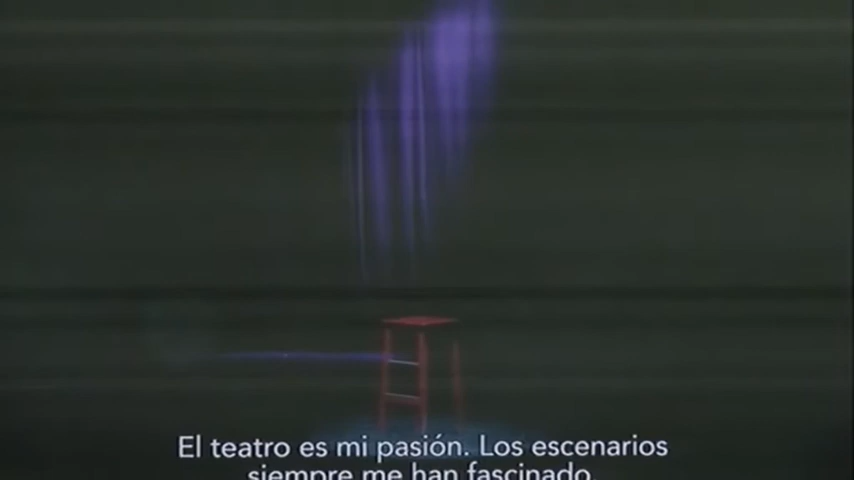 El teatro es mi pasión. Los escenarios
siempre me han fascinado.